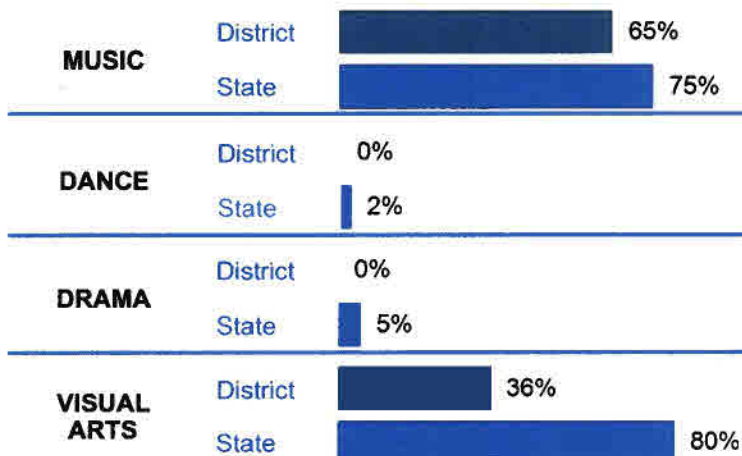 MUSIC
District 65%
State 75%
DANCE
District 0%
State 2%
DRAMA
District 0%
State 5%
VISUAL
ARTS
District 36%
State 80%